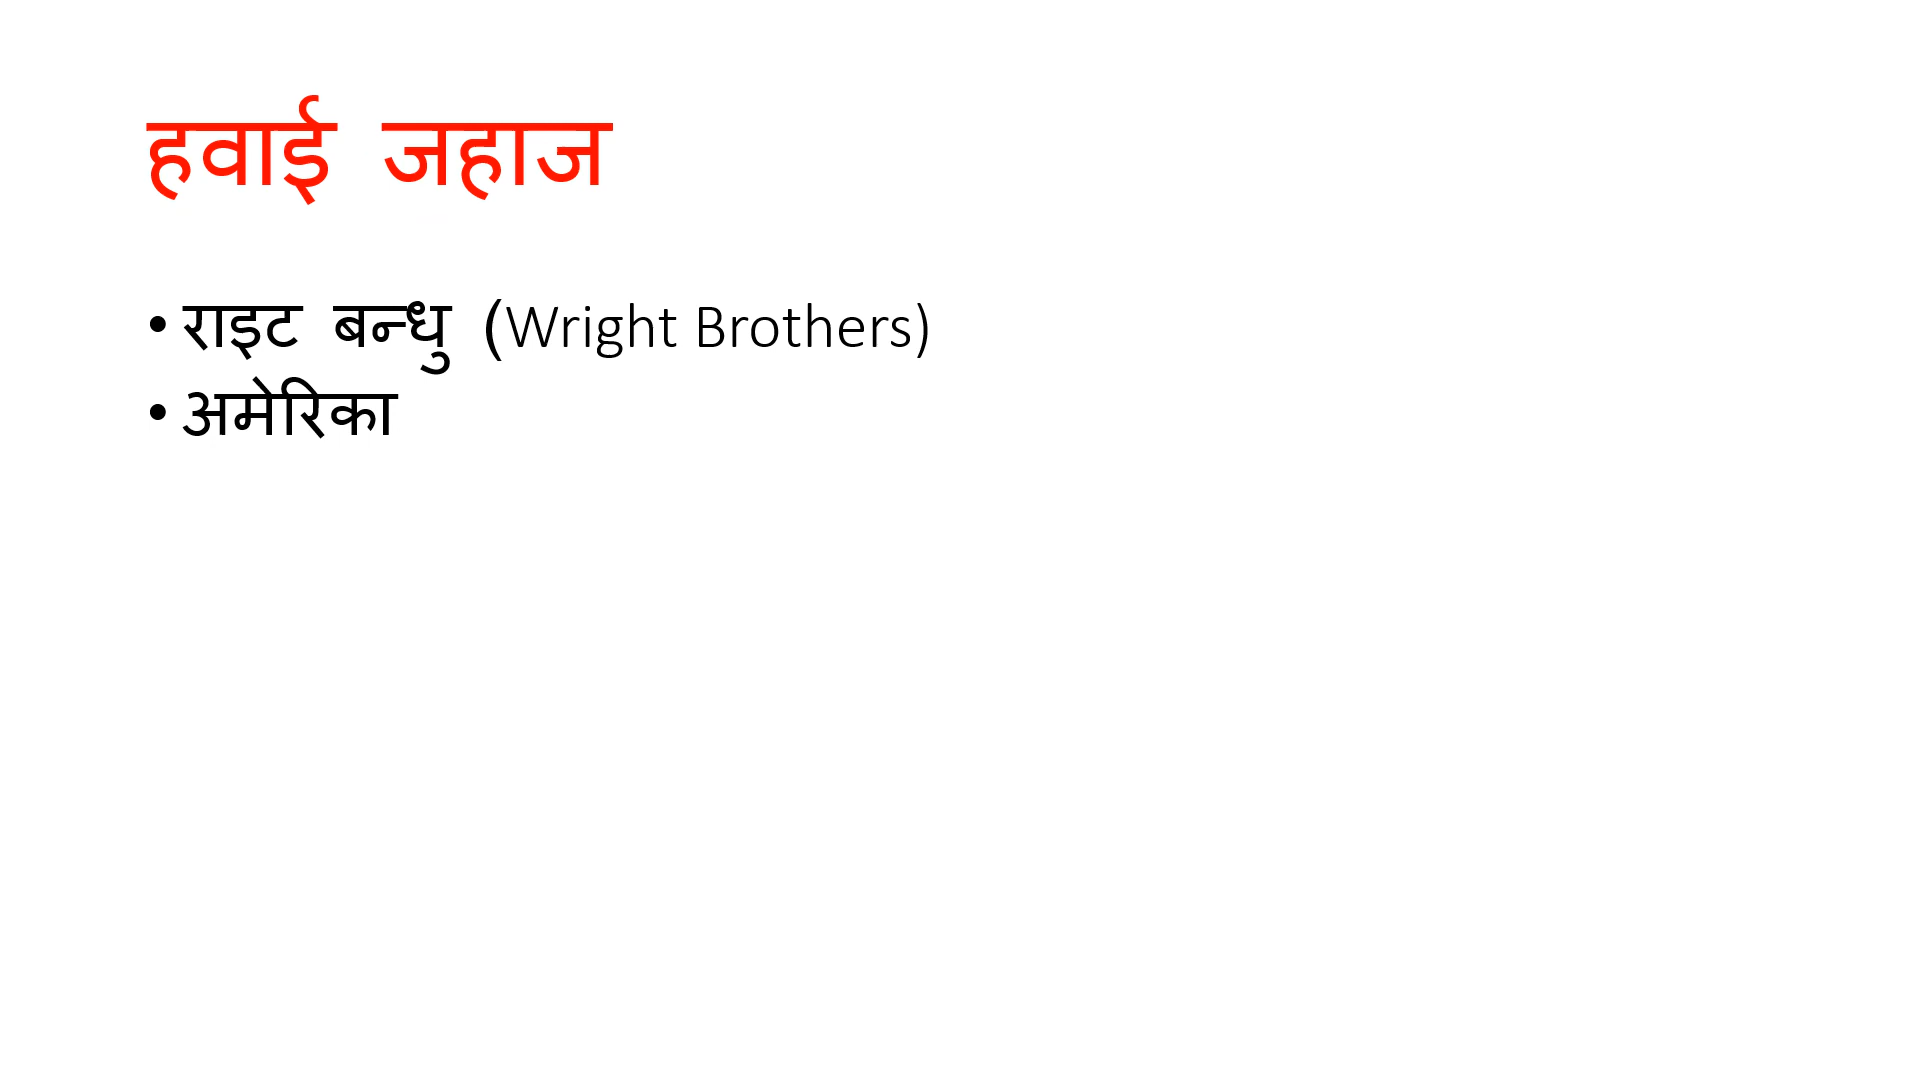 हवाई जहाज
• राइट बन्धु (Wright Brothers)
• अमेरिका